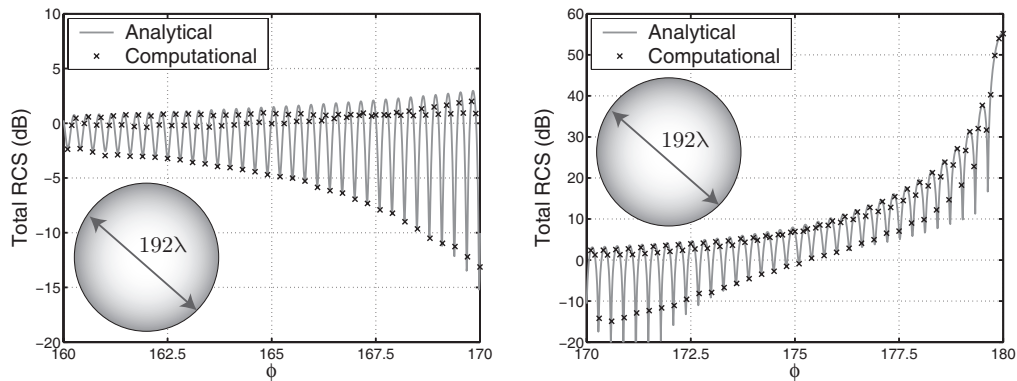 10
5
0
−5
−10
−15
−20
Total RCS (dB)
Analytical
Computational
192λ
160 162.5 165 167.5 170
ϕ
60
50
40
30
20
10
0
−10
−20
Total RCS (dB)
Analytical
Computational
192λ
170 172.5 175 177.5 180
ϕ